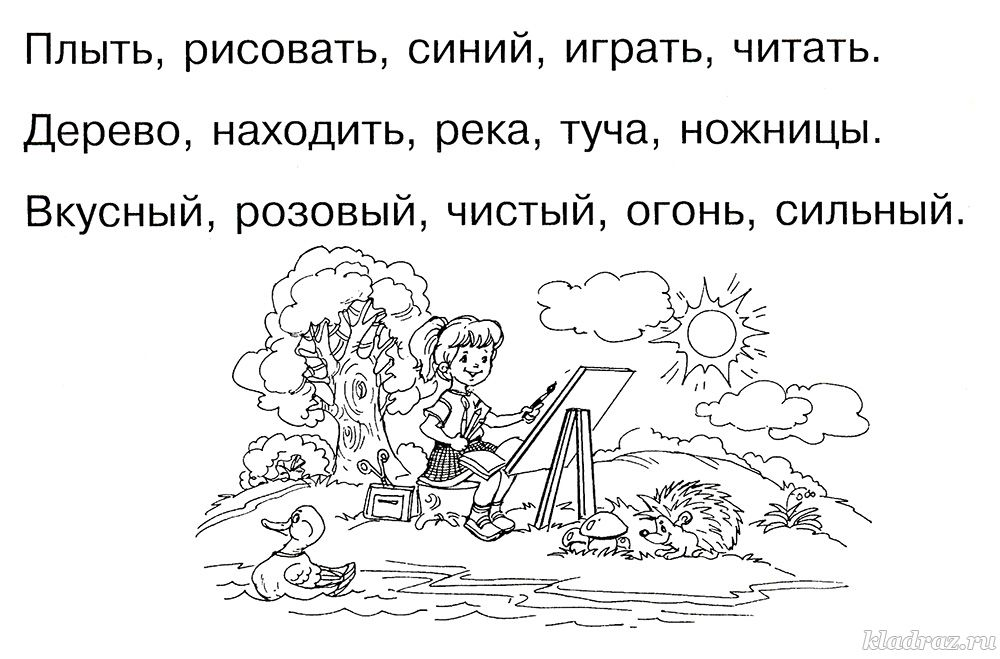 Плыть, рисовать, синий, играть, читать.
Дерево, находить, река, туча, ножницы.
Вкусный, розовый, чистый, огонь, сильный.
kladraz.ru